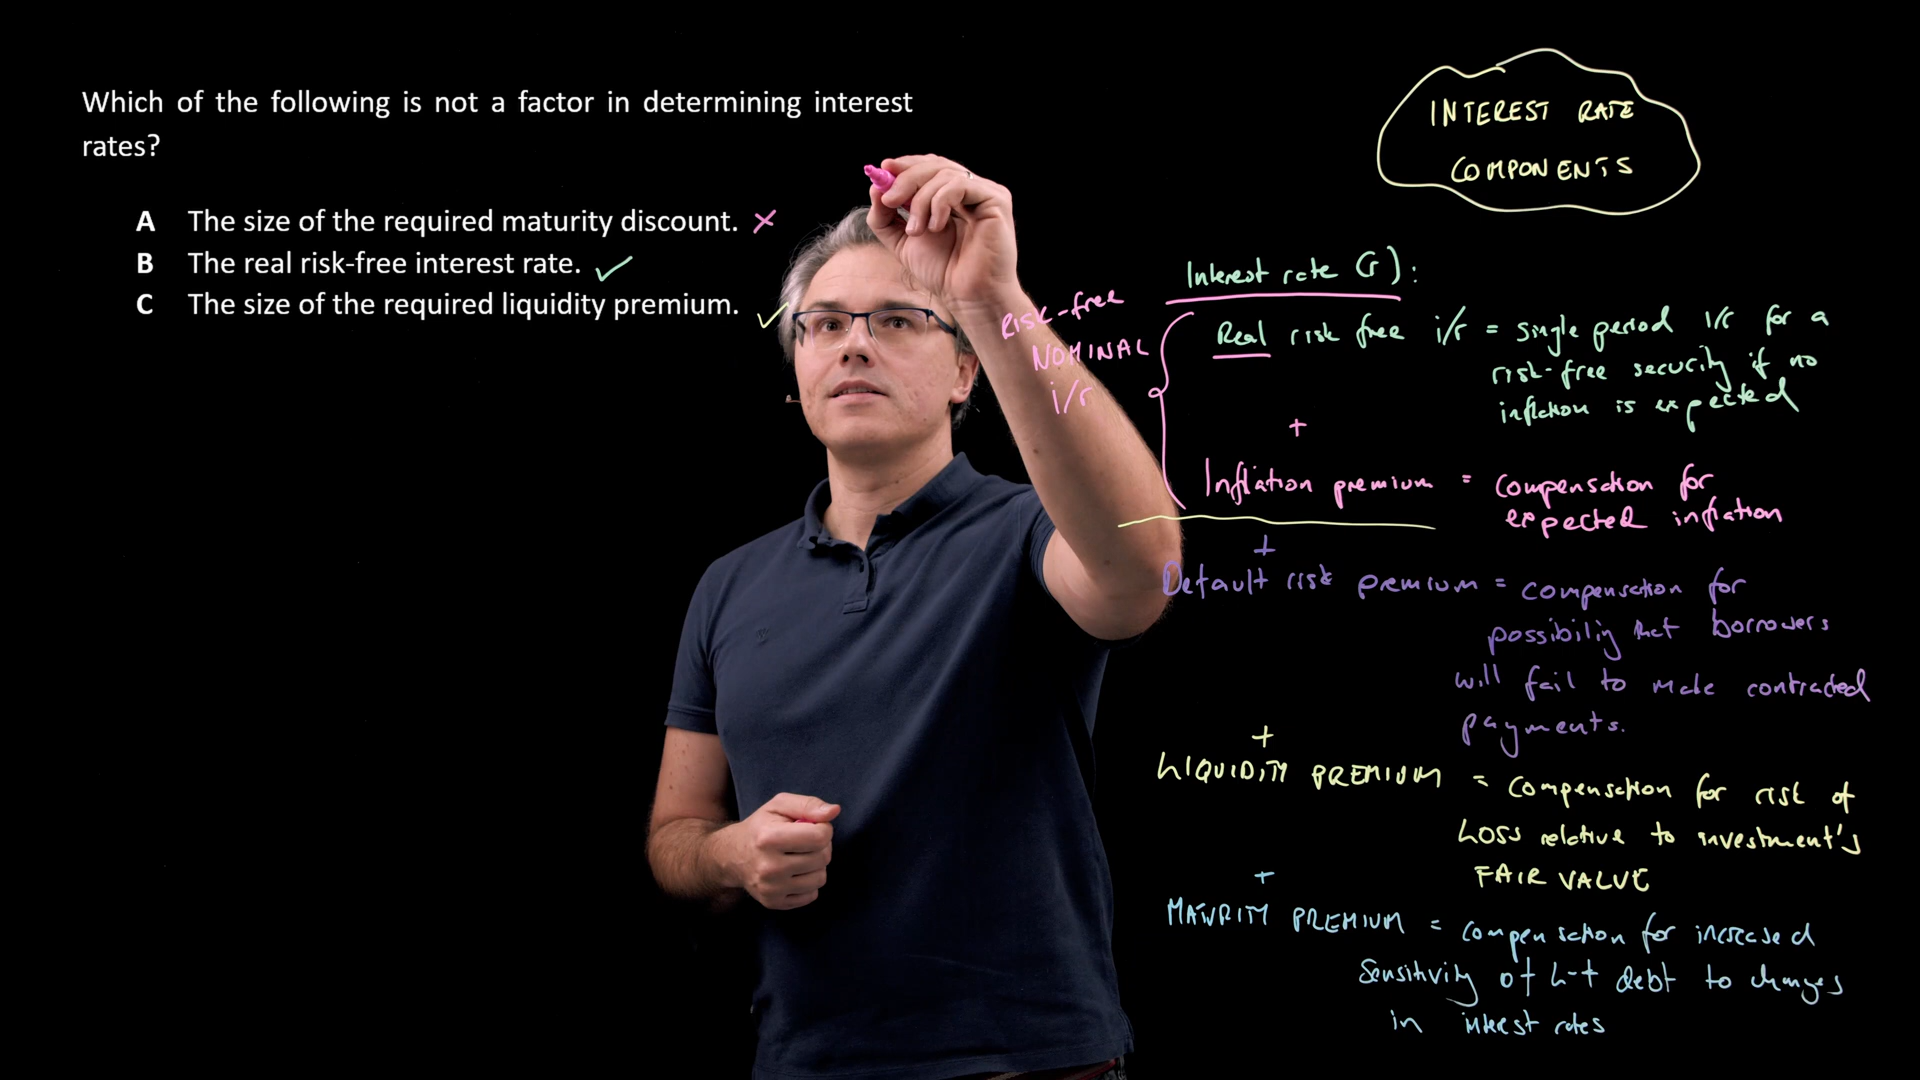 Which of the following is not a factor in determining interest
rates?
A The size of the required maturity discount. ×
B The real risk-free interest rate. ✓
C The size of the required liquidity premium. ✓
INTEREST RATE
COMPONENTS
Interest rate (r):
Risk-free
NOMINAL
i/r
Real risk free i/r = single period i/r for a
risk-free security if no
inflation is expected
+
Inflation premium = compensation for
expected inflation
+
Default risk premium = compensation for
possibiliy that borrowers
will fail to make contracted
payments.
+
LIQUIDITY PREMIUM = compensation for risk of
LOSS relative to investment's
FAIR VALUE
+
MATURITY PREMIUM = compensation for increased
sensitivity of L-t debt to changes
in interest rates